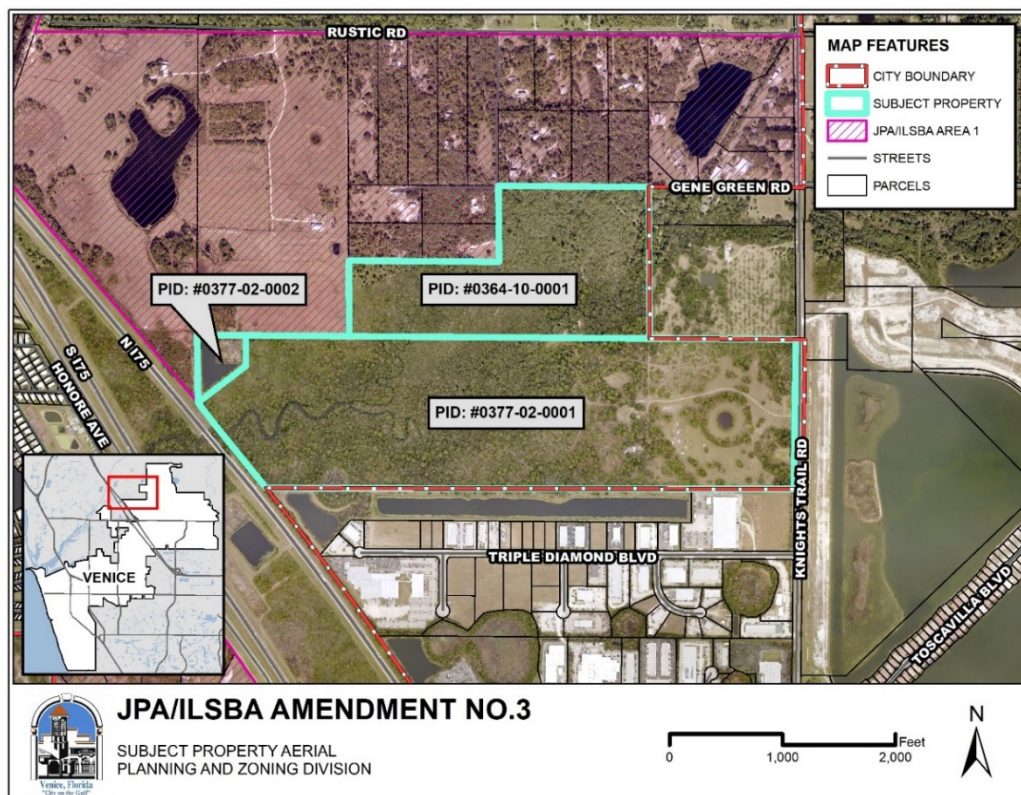 RUSTIC RD
MAP FEATURES
CITY BOUNDARY
SUBJECT PROPERTY
JPA/ILSBA AREA 1
STREETS
PARCELS
GENE GREEN RD
PID: #0377-02-0002
PID: #0364-10-0001
N I75
S I75
HONORE AVE
PID: #0377-02-0001
KNIGHTS TRAIL RD
TRIPLE DIAMOND BLVD
VENICE
TOSCAVILLA BLVD
JPA/ILSBA AMENDMENT NO.3
SUBJECT PROPERTY AERIAL
PLANNING AND ZONING DIVISION
Venice, Florida
"City on the Gulf"
Feet
0 1,000 2,000
N